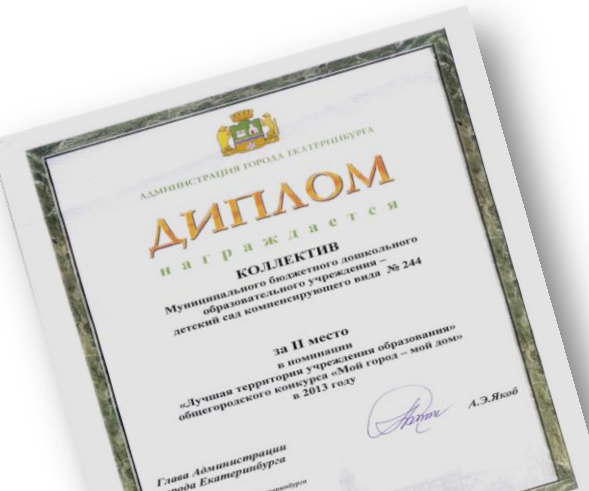 АДМИНИСТРАЦИЯ ГОРОДА ЕКАТЕРИНБУРГА
ДИПЛОМ
награждается
КОЛЛЕКТИВ
Муниципального бюджетного дошкольного
образовательного учреждения –
детский сад компенсирующего вида № 244
за II место
в номинации
«Лучшая территория учреждения образования»
общегородского конкурса «Мой город – мой дом»
в 2013 году
А.Э.Якоб
Глава Администрации
города Екатеринбурга